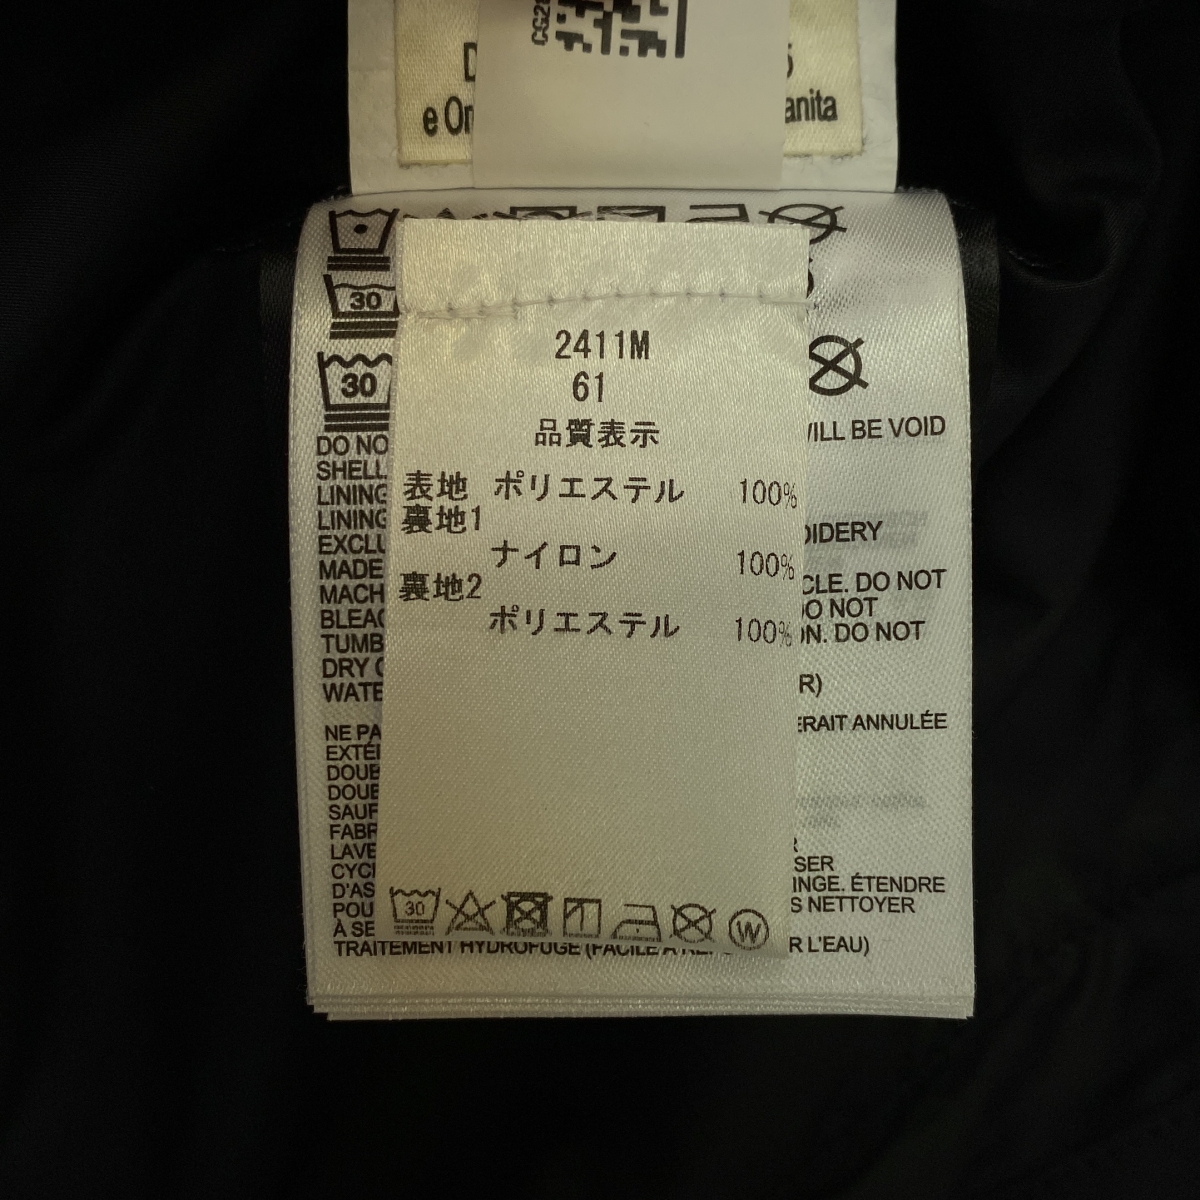 e On
anita
30
30
2411M
61
品質表示
表地 ポリエステル 100%
裏地1
ナイロン 100%
裏地2
ポリエステル 100%
30
W
DO NO
WILL BE VOID
SHELL
LINING
LINING
OIDERY
EXCLU
MADE
CLE. DO NOT
MACH
DO NOT
BLEAC
ON. DO NOT
TUMB
DRY C
R)
WATE
NE PA
ERAIT ANNULÉE
EXTÉ
DOUB
DOUB
SAUF
FABR
LAVE
SER
CYCL
INGE. ÉTENDRE
D'AS
S NETTOYER
POU
À SE
TRAITEMENT HYDROFUGE (FACILE À
R L'EAU)